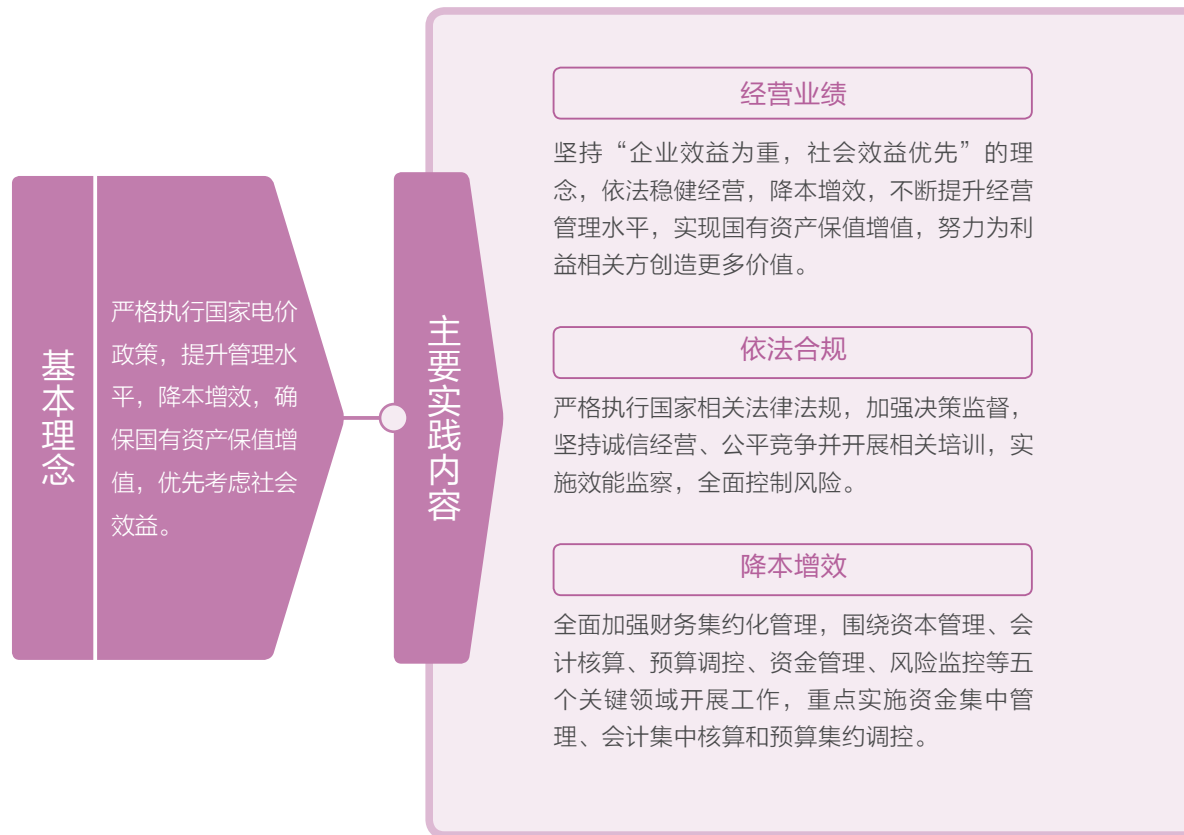 基本理念
严格执行国家电价
政策，提升管理水
平，降本增效，确
保国有资产保值增
值，优先考虑社会
效益。
主要实践内容
经营业绩
坚持“企业效益为重，社会效益优先”的理
念，依法稳健经营，降本增效，不断提升经营
管理水平，实现国有资产保值增值，努力为利
益相关方创造更多价值。
依法合规
严格执行国家相关法律法规，加强决策监督，
坚持诚信经营、公平竞争并开展相关培训，实
施效能监察，全面控制风险。
降本增效
全面加强财务集约化管理，围绕资本管理、会
计核算、预算调控、资金管理、风险监控等五
个关键领域开展工作，重点实施资金集中管
理、会计集中核算和预算集约调控。